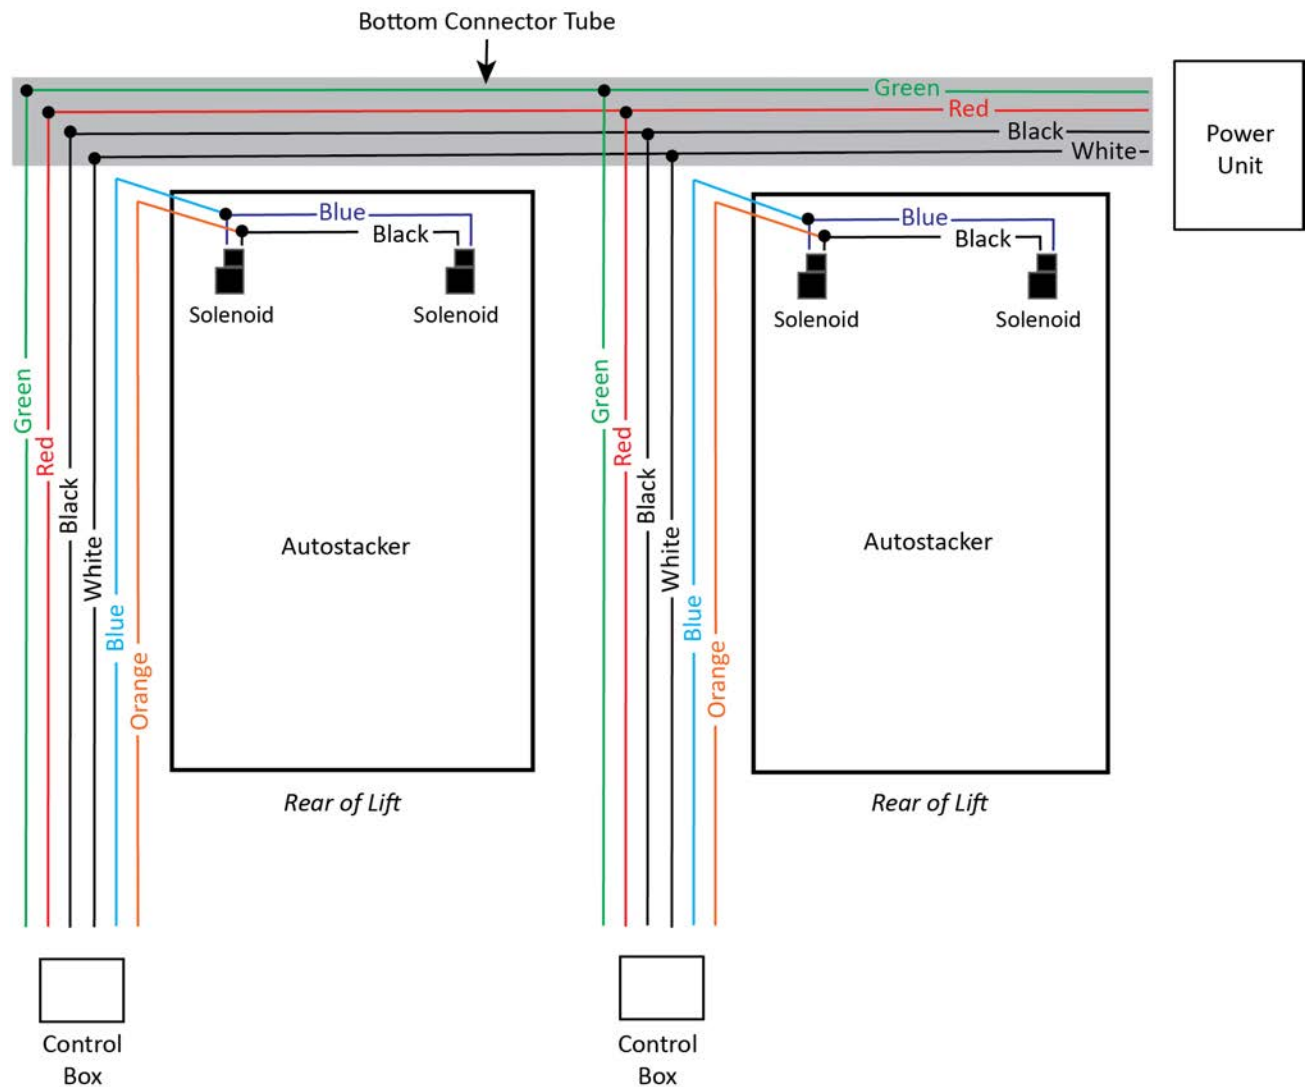 Bottom Connector Tube
Green
Red
Black
White
Power
Unit
Blue
Black
Solenoid
Solenoid
Blue
Black
Solenoid
Solenoid
Green
Red
Black
White
Blue
Orange
Autostacker
Green
Red
Black
White
Blue
Orange
Autostacker
Rear of Lift
Rear of Lift
Control
Box
Control
Box